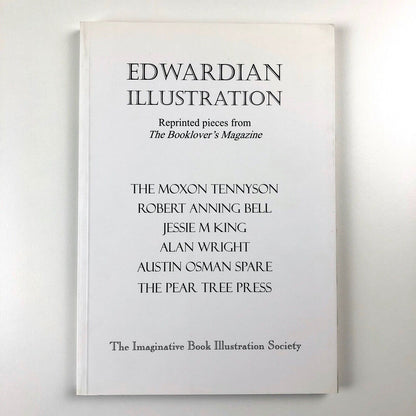 EDWARDIAN
ILLUSTRATION
Reprinted pieces from
The Booklover's Magazine
THE MOXON TENNYSON
ROBERT ANNING BELL
JESSIE M KING
ALAN WRIGHT
AUSTIN OSMAN SPARE
THE PEAR TREE PRESS
The Imaginative Book Illustration Society